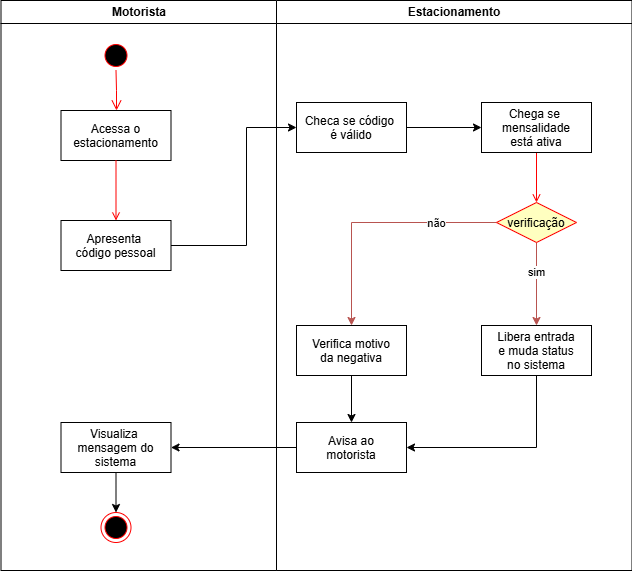 Motorista
Estacionamento
Acessa o
estacionamento
Apresenta
código pessoal
Checa se código
é válido
Chega se
mensalidade
está ativa
verificação
não
sim
Verifica motivo
da negativa
Libera entrada
e muda status
no sistema
Avisa ao
motorista
Visualiza
mensagem do
sistema